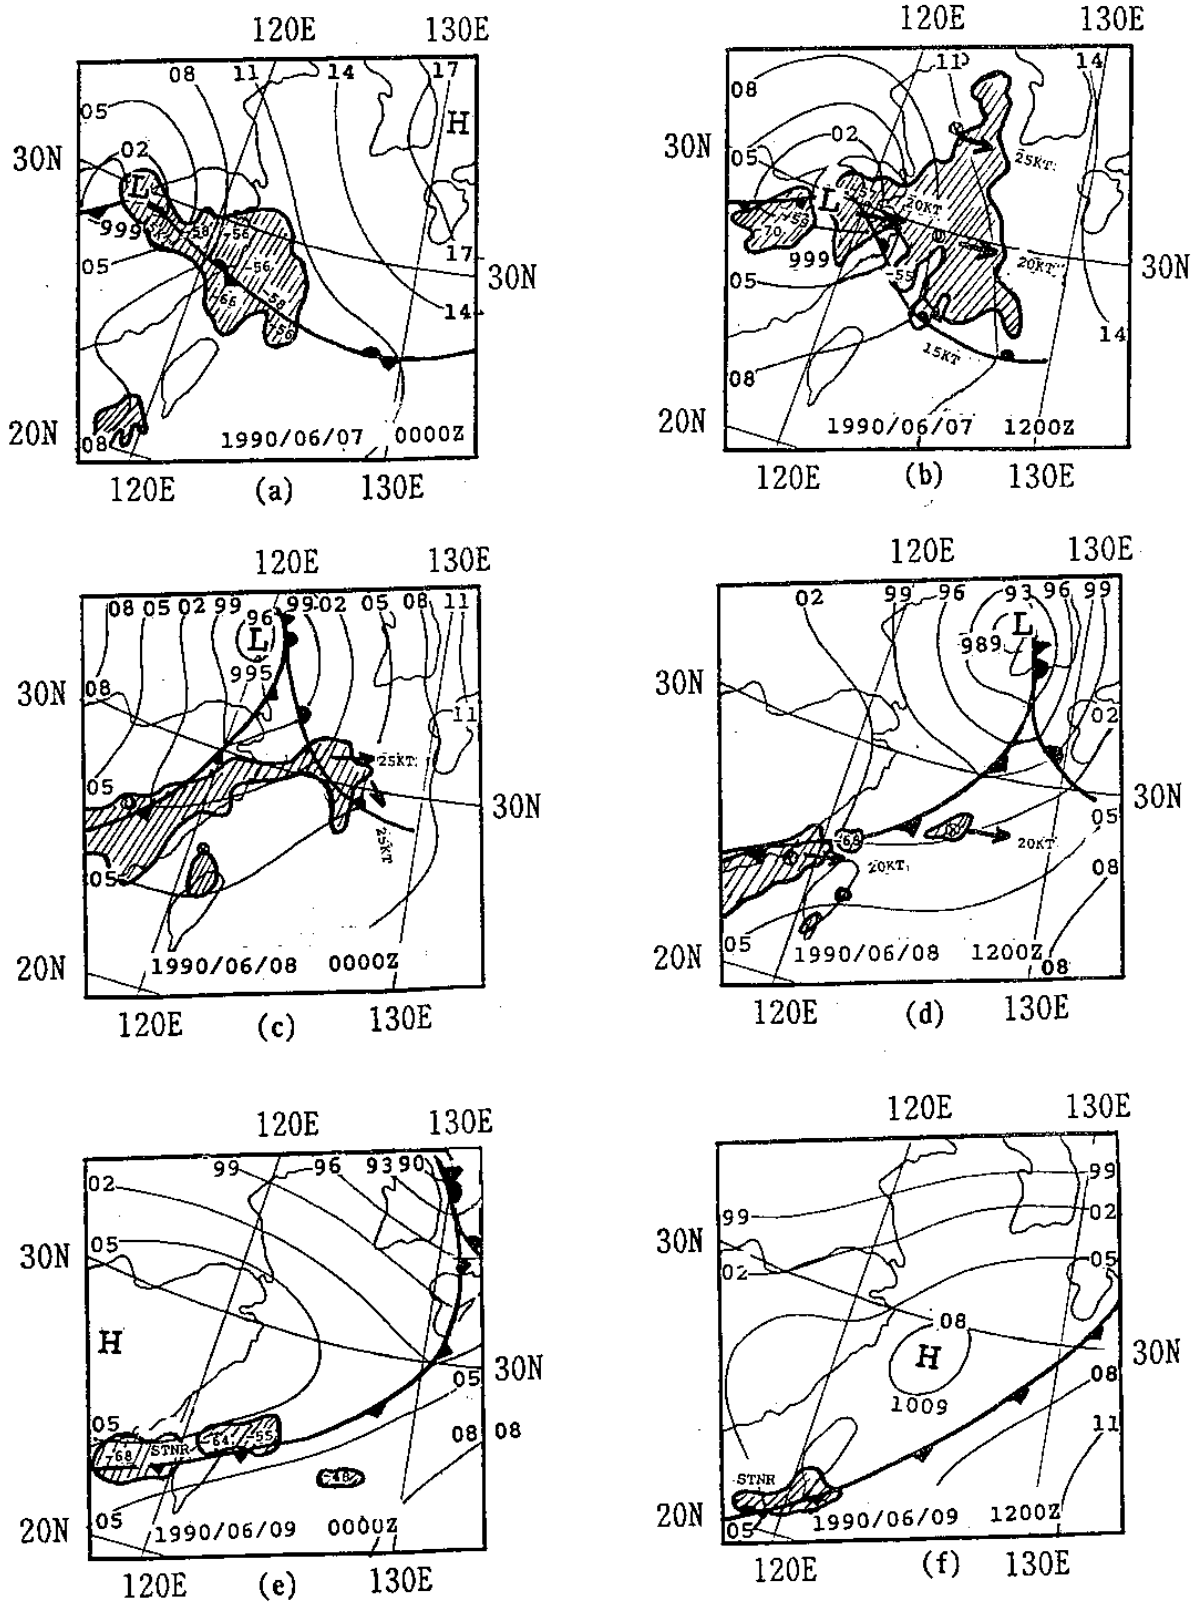 120E 130E
08 11 14 17
05
H
30N
02
L
999
-58 -56
17
05
-56
30N
-66 -58
14
-56
20N
08
1990/06/07 0000Z
120E (a) 130E
120E 130E
11 14
08
02
25KT
30N
05
L
20KT
-70
999
20KT
30N
05
-55
14
15KT
08
20N
1990/06/07 1200Z
120E (b) 130E
120E 130E
08 05 02 99 96 99 02 05 08 11
L
995
30N
08
11
25KT
05
30N
25KT
05
20N
1990/06/08 0000Z
120E (c) 130E
120E 130E
02 99 96 93 96 99
L
989
30N
02
30N
05
20KT
20KT
08
05
20N
1990/06/08 1200Z
08
120E (d) 130E
120E 130E
99 96 93 90
02
05
30N
H
30N
05
05
STNR
-64 -55
08 08
-68
-48
05
20N
1990/06/09 0000Z
120E (e) 130E
120E 130E
99
99
02
30N
05
02
08
H
30N
1009
08
11
STNR
20N
05
1990/06/09 1200Z
120E (f) 130E